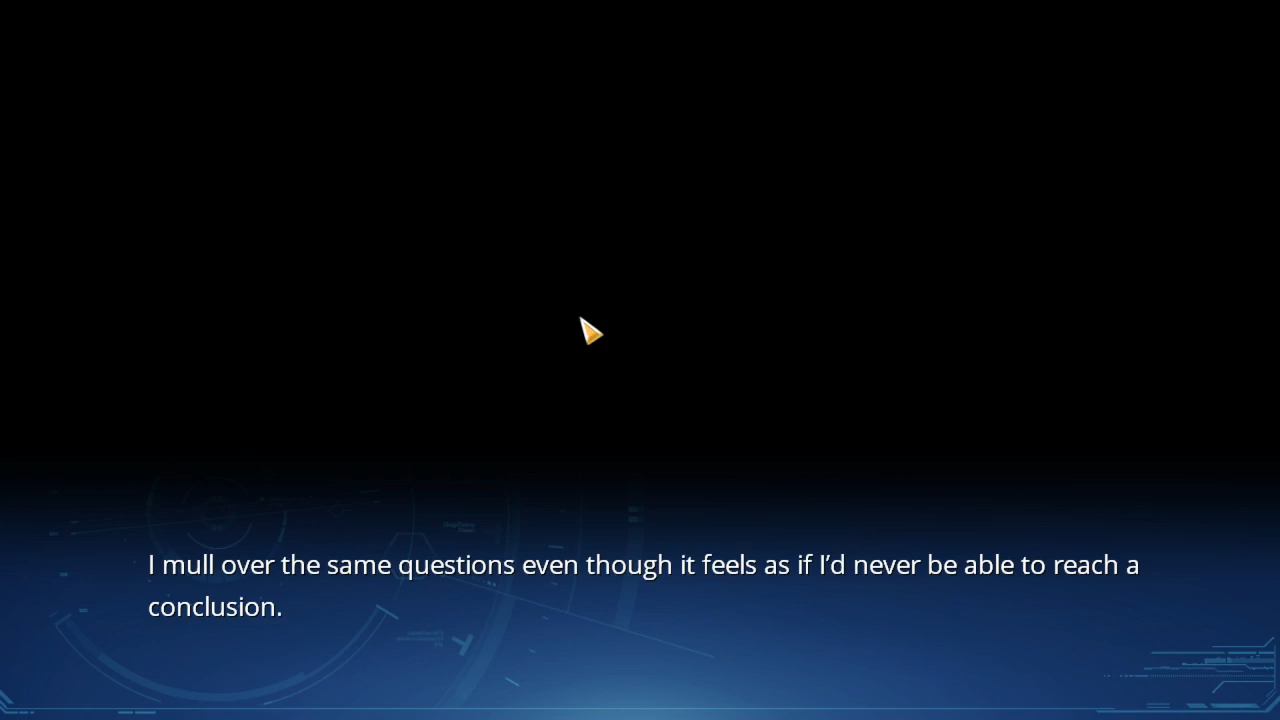 I mull over the same questions even though it feels as if I’d never be able to reach a
conclusion.